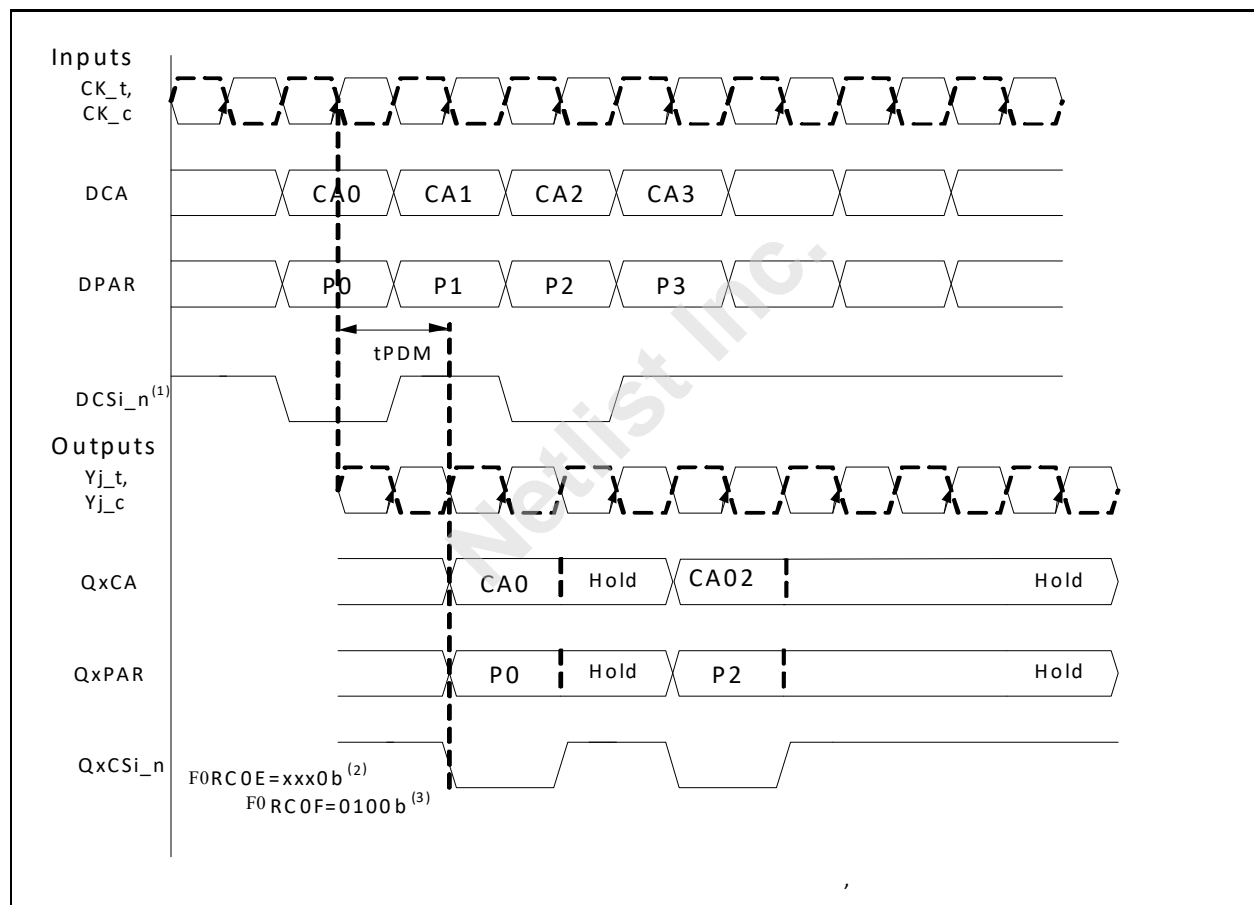 Inputs
CK_t,
CK_c
DCA
CA0 CA1 CA2 CA3
DPAR
P0 P1 P2 P3
tPDM
DCSi_n(1)
Outputs
Yj_t,
Yj_c
QxCA
CA0 Hold CA02 Hold
QxPAR
P0 Hold P2 Hold
QxCSi_n
F0RC0E=xxx0b(2)
F0RC0F=0100b(3)
,
Netlist Inc.